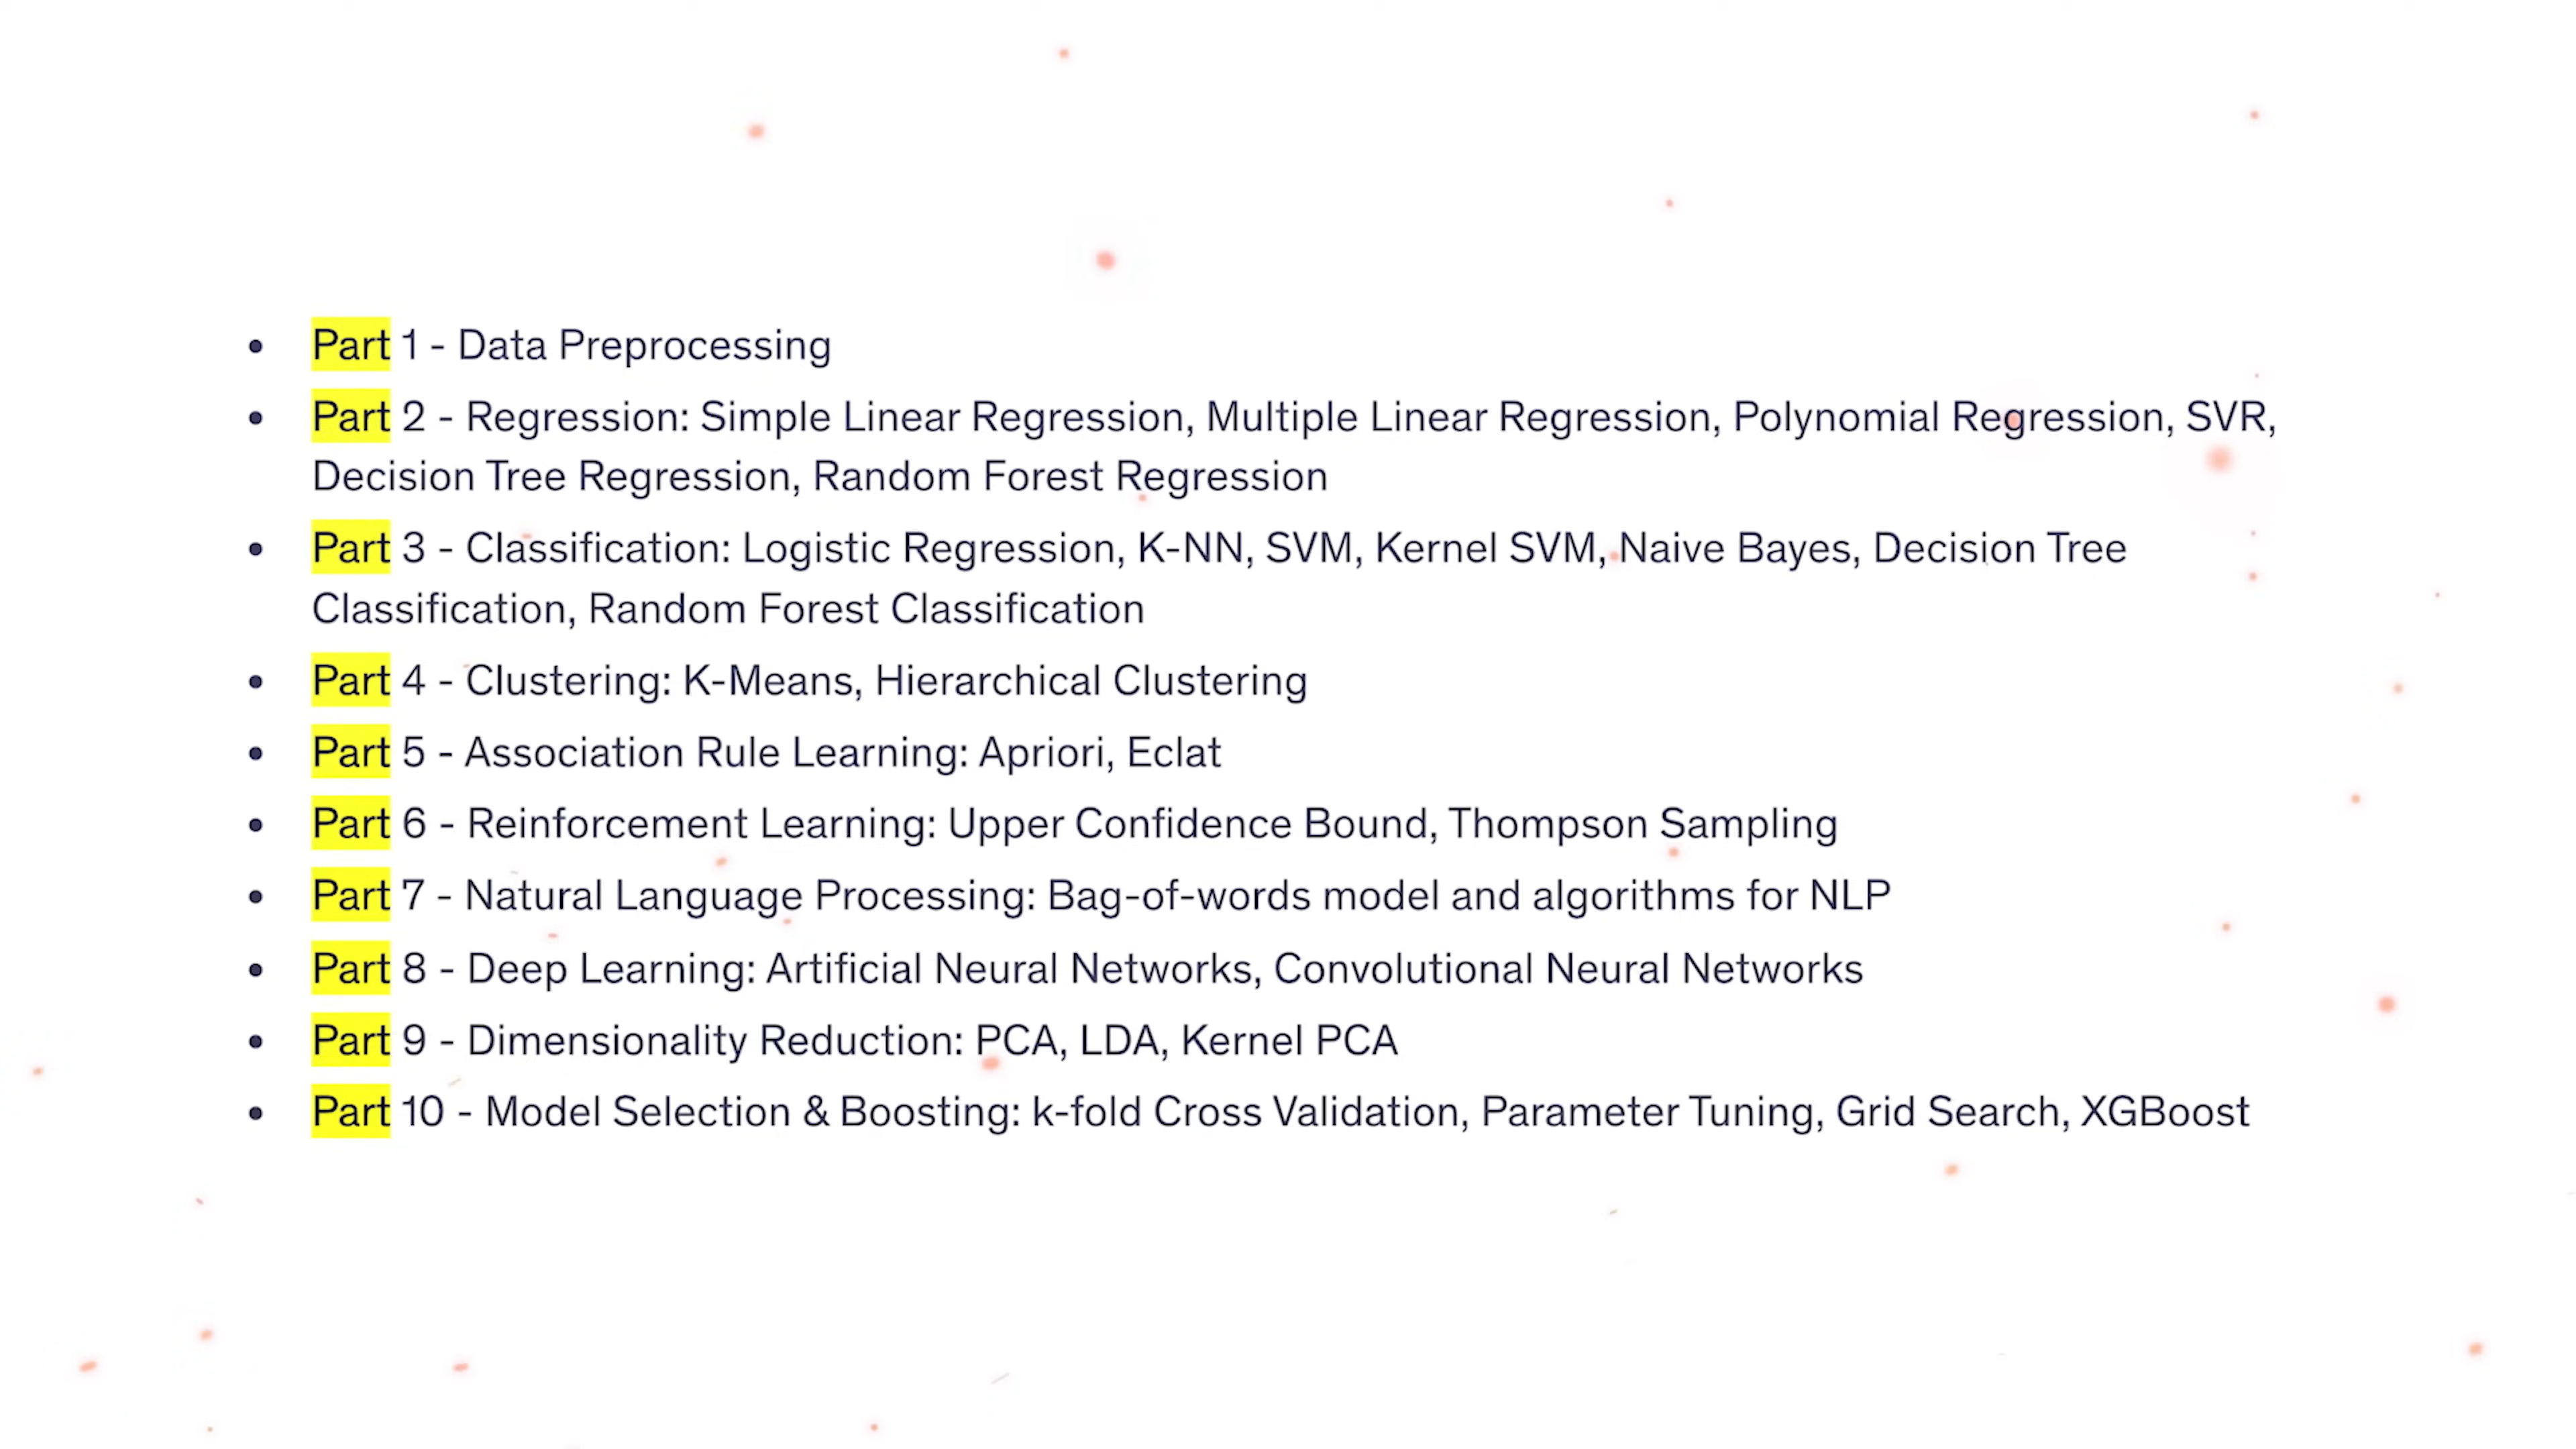 • Part 1 - Data Preprocessing
• Part 2 - Regression: Simple Linear Regression, Multiple Linear Regression, Polynomial Regression, SVR,
Decision Tree Regression, Random Forest Regression
• Part 3 - Classification: Logistic Regression, K-NN, SVM, Kernel SVM, Naive Bayes, Decision Tree
Classification, Random Forest Classification
• Part 4 - Clustering: K-Means, Hierarchical Clustering
• Part 5 - Association Rule Learning: Apriori, Eclat
• Part 6 - Reinforcement Learning: Upper Confidence Bound, Thompson Sampling
• Part 7 - Natural Language Processing: Bag-of-words model and algorithms for NLP
• Part 8 - Deep Learning: Artificial Neural Networks, Convolutional Neural Networks
• Part 9 - Dimensionality Reduction: PCA, LDA, Kernel PCA
• Part 10 - Model Selection & Boosting: k-fold Cross Validation, Parameter Tuning, Grid Search, XGBoost